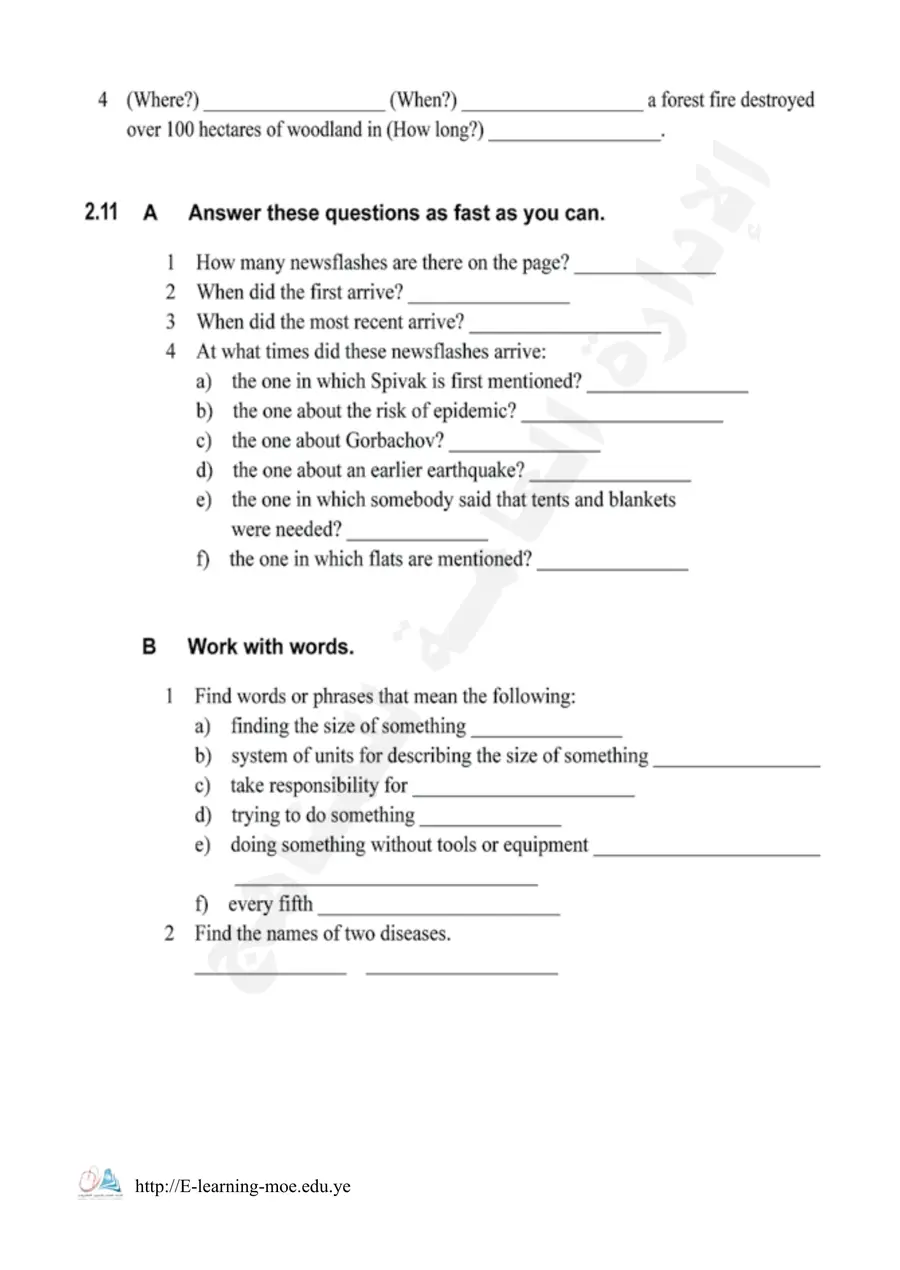 4 (Where?) __________________ (When?) __________________ a forest fire destroyed
over 100 hectares of woodland in (How long?) _________________.
2.11 A Answer these questions as fast as you can.
1 How many newsflashes are there on the page? ______________
2 When did the first arrive? ________________
3 When did the most recent arrive? ___________________
4 At what times did these newsflashes arrive:
a) the one in which Spivak is first mentioned? ________________
b) the one about the risk of epidemic? ____________________
c) the one about Gorbachov? _______________
d) the one about an earlier earthquake? ________________
e) the one in which somebody said that tents and blankets
were needed? ______________
f) the one in which flats are mentioned? _______________
B Work with words.
1 Find words or phrases that mean the following:
a) finding the size of something _______________
b) system of units for describing the size of something _________________
c) take responsibility for ______________________
d) trying to do something ______________
e) doing something without tools or equipment _______________________
______________________________
f) every fifth ________________________
2 Find the names of two diseases.
_______________ ___________________
http://E-learning-moe.edu.ye